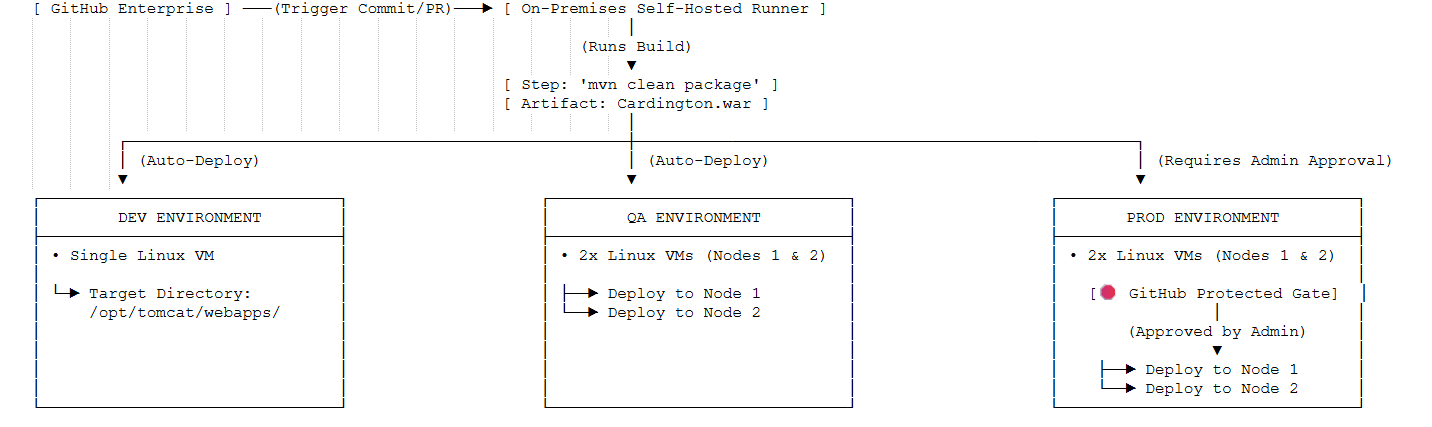 [ GitHub Enterprise ] ───(Trigger Commit/PR)───► [ On-Premises Self-Hosted Runner ]
(Runs Build)
[ Step: 'mvn clean package' ]
[ Artifact: Cardington.war ]
(Auto-Deploy) (Auto-Deploy) (Requires Admin Approval)
DEV ENVIRONMENT QA ENVIRONMENT PROD ENVIRONMENT
• Single Linux VM • 2x Linux VMs (Nodes 1 & 2) • 2x Linux VMs (Nodes 1 & 2)
└─► Target Directory: ├──► Deploy to Node 1 [🔴 GitHub Protected Gate]
/opt/tomcat/webapps/ └──► Deploy to Node 2
(Approved by Admin)
├──► Deploy to Node 1
└──► Deploy to Node 2